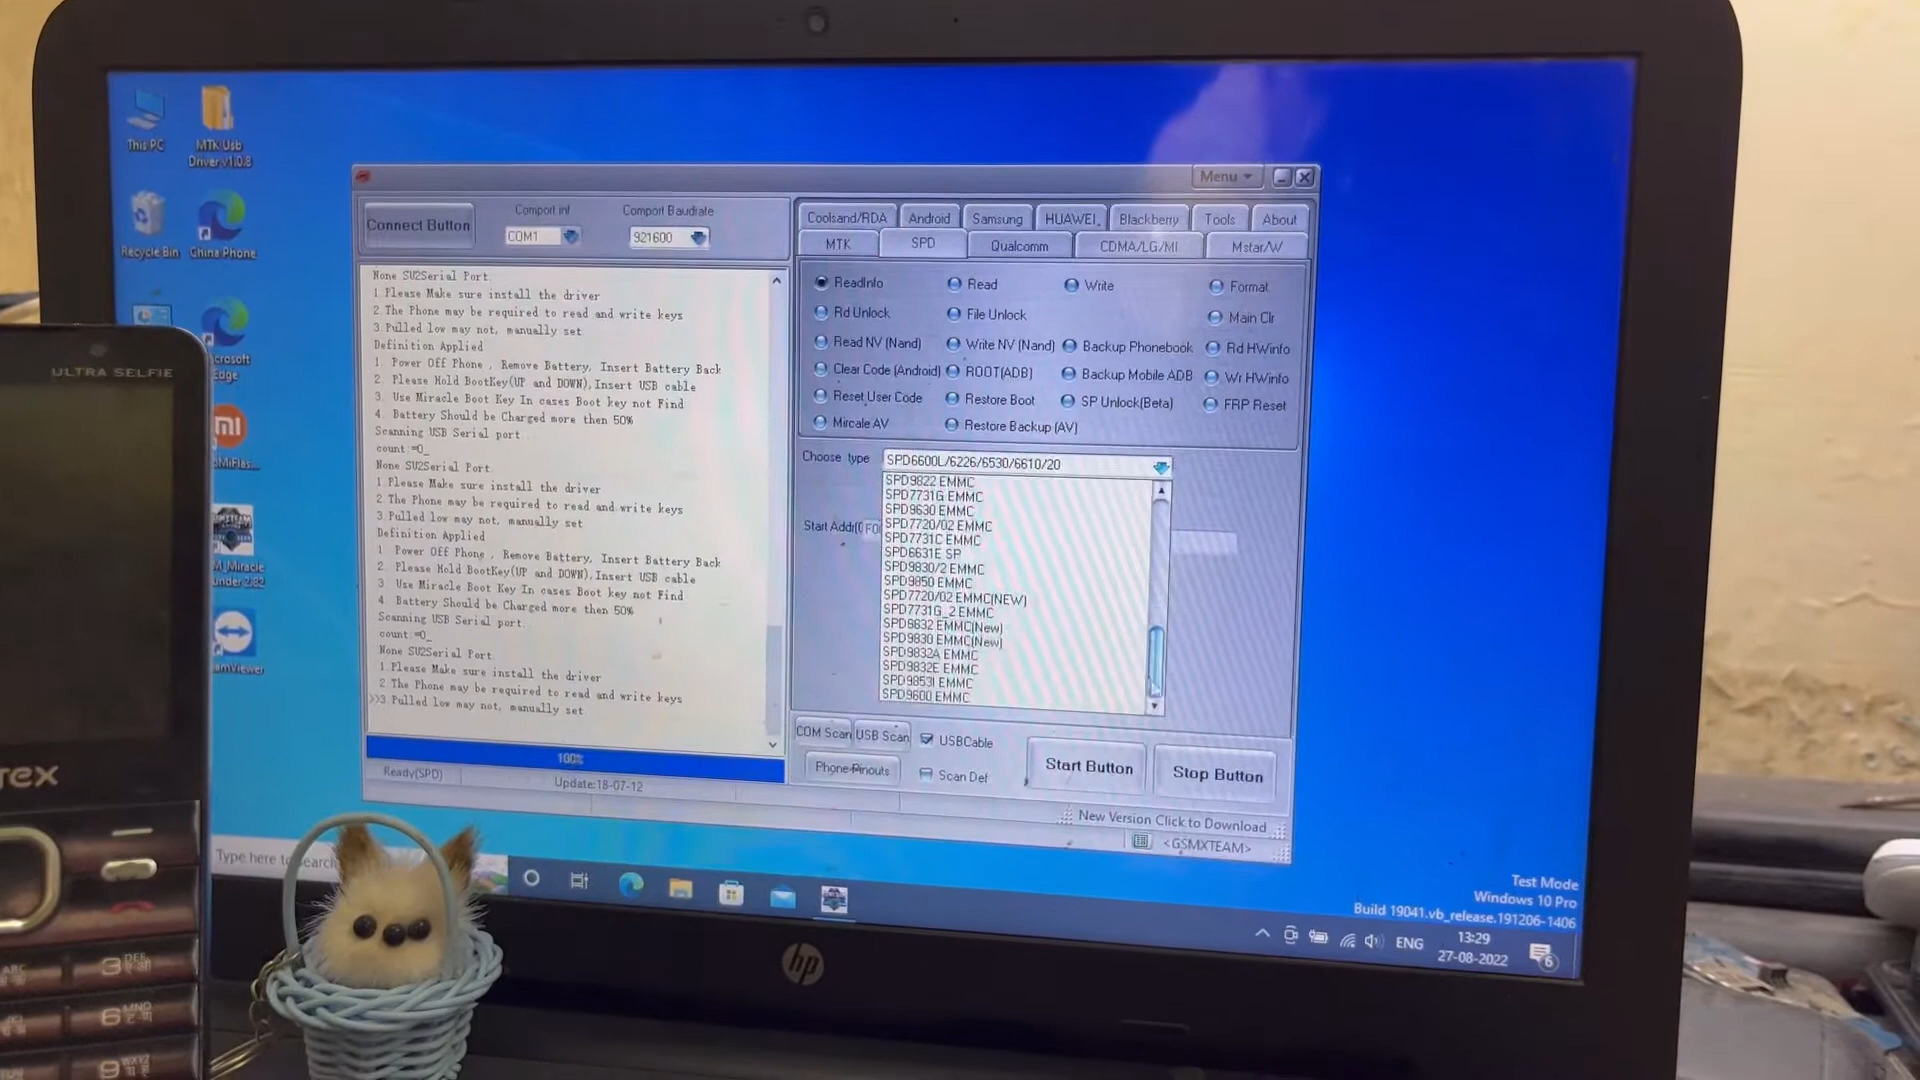 This PC
MTK Usb
Driver v1.0.8
Recycle Bin
China Phone
Edge
under 2.82
Menu
Connect Button
Comport inf
Comport Baudrate
COM1
921600
Coolsand/RDA
Android
Samsung
HUAWEI
Blackberry
Tools
About
MTK
SPD
Qualcomm
CDMA/LG/MI
Mstar/W
None SU2Serial Port.
1.Please Make sure install the driver
2.The Phone may be required to read and write keys
3.Pulled low may not, manually set
Definition Applied
1. Power Off Phone , Remove Battery, Insert Battery Back
2. Please Hold BootKey(UP and DOWN),Insert USB cable
3. Use Miracle Boot Key In cases Boot key not Find
4. Battery Should be Charged more then 50%
Scanning USB Serial port.
count =0_
None SU2Serial Port.
1.Please Make sure install the driver
2.The Phone may be required to read and write keys
3.Pulled low may not, manually set
Definition Applied
1. Power Off Phone , Remove Battery, Insert Battery Back
2. Please Hold BootKey(UP and DOWN),Insert USB cable
3. Use Miracle Boot Key In cases Boot key not Find
4. Battery Should be Charged more then 50%
Scanning USB Serial port.
count =0_
None SU2Serial Port.
1.Please Make sure install the driver
2.The Phone may be required to read and write keys
>>3.Pulled low may not, manually set
100%
Ready(SPD)
Update:18-07-12
ReadInfo
Read
Write
Format
Rd Unlock
File Unlock
Main Clr
Read NV (Nand)
Write NV (Nand)
Backup Phonebook
Rd HWinfo
Clear Code (Android)
ROOT(ADB)
Backup Mobile ADB
Wr HWinfo
Reset User Code
Restore Boot
SP Unlock(Beta)
FRP Reset
Mircale AV
Restore Backup (AV)
Choose type
SPD6600L/6226/6530/6610/20
SPD9822 EMMC
SPD7731G EMMC
SPD9630 EMMC
SPD7720/02 EMMC
SPD7731C EMMC
SPD6631E SP
SPD9830/2 EMMC
SPD9850 EMMC
SPD7720/02 EMMC(NEW)
SPD7731G_2 EMMC
SPD6632 EMMC(New)
SPD9830 EMMC(New)
SPD9832A EMMC
SPD9832E EMMC
SPD9853I EMMC
SPD9600 EMMC
Start Addr
COM Scan
USB Scan
USBCable
Phone Pinouts
Scan Def
Start Button
Stop Button
New Version Click to Download
<GSMXTEAM>
Test Mode
Windows 10 Pro
Build 19041.vb_release.191206-1406
Type here to search
ENG
13:29
27-08-2022
6
hp
ULTRA SELFIE
ABC
3 DEF
6 MNO
9 WXYZ